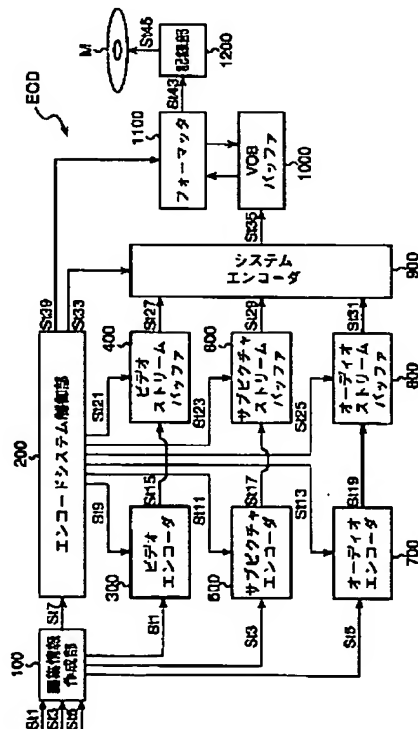 M
St45
記録部
1200
St43
ECD
1100
フォーマッタ
VOB
バッファ
1000
St35
St39
St33
システム
エンコーダ
900
St27
St29
St31
200
エンコードシステム制御部
St21
400
ビデオ
ストリーム
バッファ
St23
600
サブピクチャ
ストリーム
バッファ
St25
オーディオ
ストリーム
バッファ
800
St15
St17
St19
St9
St11
St13
300
ビデオ
エンコーダ
500
サブピクチャ
エンコーダ
オーディオ
エンコーダ
700
St7
St1
St3
St5
100
編集情報
作成部
St1
St3
St5